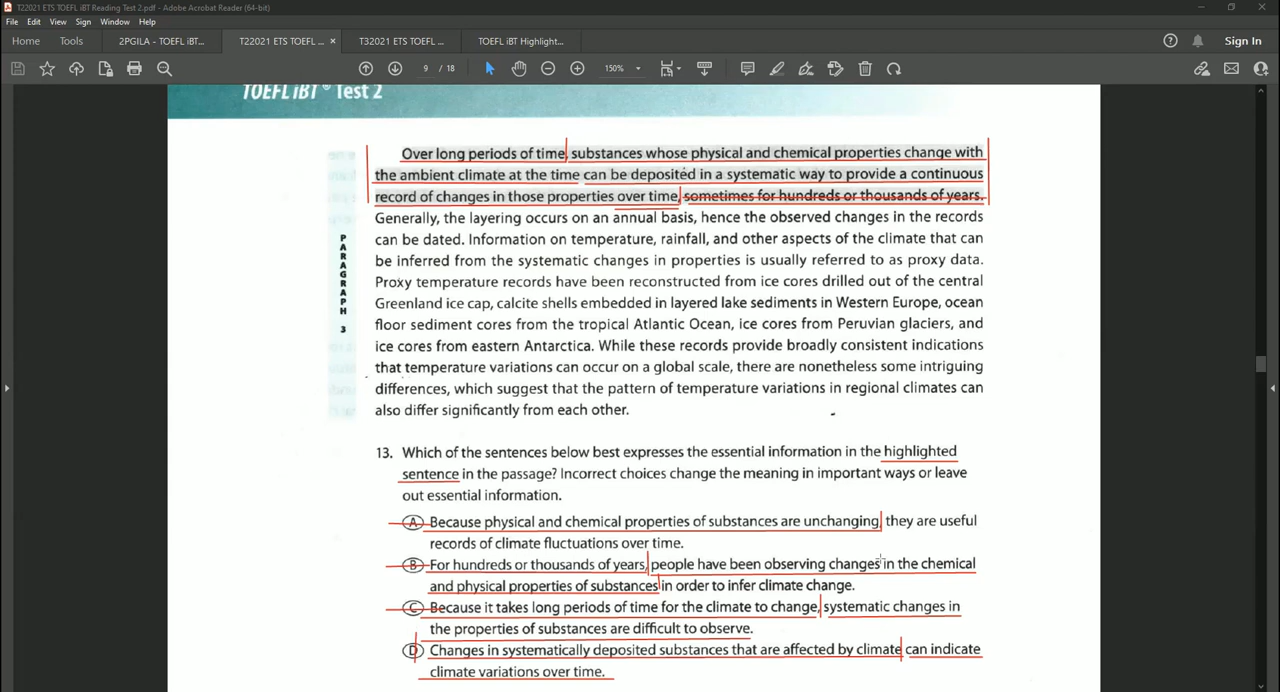 T22021 ETS TOEFL iBT Reading Test 2.pdf - Adobe Acrobat Reader (64-bit)
File Edit View Sign Window Help
Home Tools 2PGILA - TOEFL iBT... T22021 ETS TOEFL ... × T32021 ETS TOEFL ... TOEFL iBT Highlight... Sign In
9 / 18 150%
TOEFL iBT® Test 2
Over long periods of time, substances whose physical and chemical properties change with
the ambient climate at the time can be deposited in a systematic way to provide a continuous
record of changes in those properties over time, sometimes for hundreds or thousands of years.
Generally, the layering occurs on an annual basis, hence the observed changes in the records
can be dated. Information on temperature, rainfall, and other aspects of the climate that can
be inferred from the systematic changes in properties is usually referred to as proxy data.
Proxy temperature records have been reconstructed from ice cores drilled out of the central
Greenland ice cap, calcite shells embedded in layered lake sediments in Western Europe, ocean
floor sediment cores from the tropical Atlantic Ocean, ice cores from Peruvian glaciers, and
ice cores from eastern Antarctica. While these records provide broadly consistent indications
that temperature variations can occur on a global scale, there are nonetheless some intriguing
differences, which suggest that the pattern of temperature variations in regional climates can
also differ significantly from each other.
PARAGRAPH 3
13. Which of the sentences below best expresses the essential information in the highlighted
sentence in the passage? Incorrect choices change the meaning in important ways or leave
out essential information.
A Because physical and chemical properties of substances are unchanging, they are useful
records of climate fluctuations over time.
B For hundreds or thousands of years, people have been observing changes in the chemical
and physical properties of substances in order to infer climate change.
C Because it takes long periods of time for the climate to change, systematic changes in
the properties of substances are difficult to observe.
D Changes in systematically deposited substances that are affected by climate can indicate
climate variations over time.